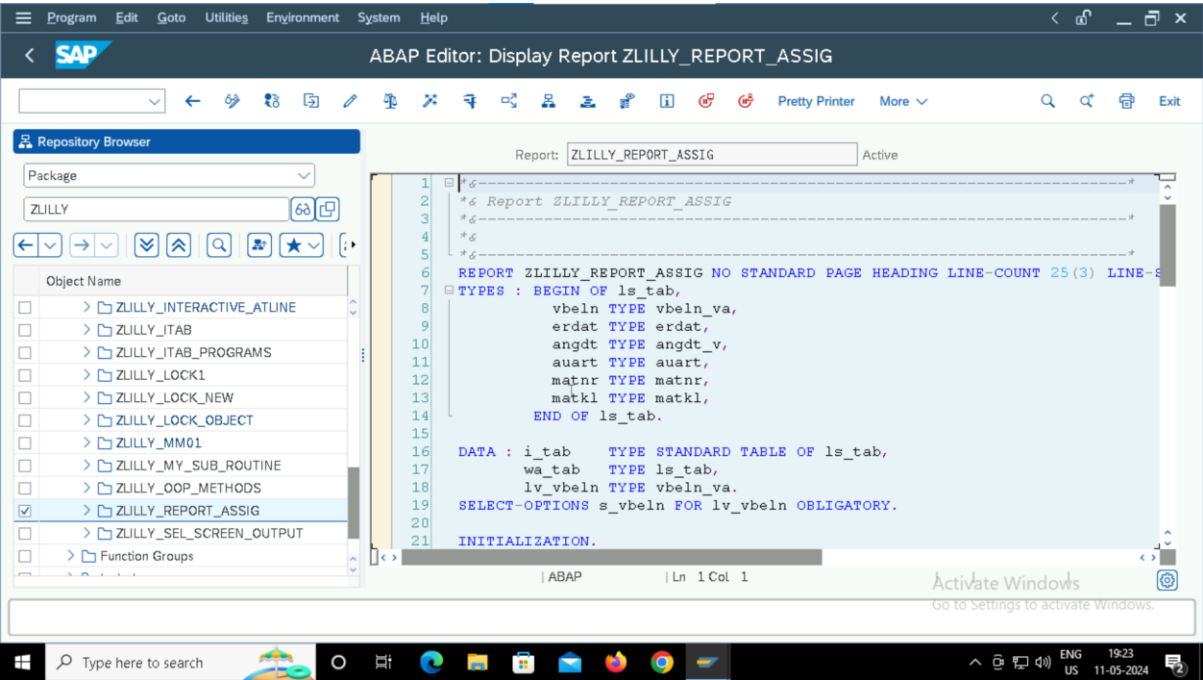 Program Edit Goto Utilities Environment System Help
SAP
ABAP Editor: Display Report ZLILLY_REPORT_ASSIG
Pretty Printer More Exit
Repository Browser
Package
ZLILLY
Object Name
ZLILLY_INTERACTIVE_ATLINE
ZLILLY_ITAB
ZLILLY_ITAB_PROGRAMS
ZLILLY_LOCK1
ZLILLY_LOCK_NEW
ZLILLY_LOCK_OBJECT
ZLILLY_MM01
ZLILLY_MY_SUB_ROUTINE
ZLILLY_OOP_METHODS
ZLILLY_REPORT_ASSIG
ZLILLY_SEL_SCREEN_OUTPUT
Function Groups
Report: ZLILLY_REPORT_ASSIG Active
1 *&---------------------------------------------------------------------*
2 *& Report ZLILLY_REPORT_ASSIG
3 *&---------------------------------------------------------------------*
4 *&
5 *&---------------------------------------------------------------------*
6 REPORT ZLILLY_REPORT_ASSIG NO STANDARD PAGE HEADING LINE-COUNT 25(3)
7 TYPES : BEGIN OF ls_tab,
8 vbeln TYPE vbeln_va,
9 erdat TYPE erdat,
10 angdt TYPE angdt_v,
11 auart TYPE auart,
12 matnr TYPE matnr,
13 matkl TYPE matkl,
14 END OF ls_tab.
15
16 DATA : i_tab TYPE STANDARD TABLE OF ls_tab,
17 wa_tab TYPE ls_tab,
18 lv_vbeln TYPE vbeln_va.
19 SELECT-OPTIONS s_vbeln FOR lv_vbeln OBLIGATORY.
20
21 INITIALIZATION.
ABAP Ln 1 Col 1
Activate Windows
Go to Settings to activate Windows.
Type here to search
ENG
US
19:23
11-05-2024
2